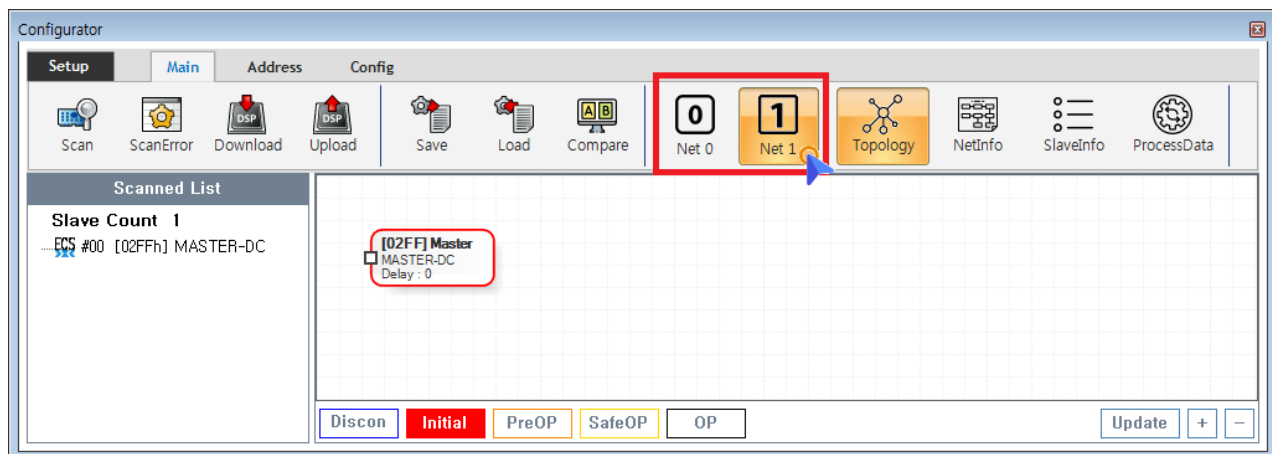 Configurator
Setup Main Address Config
DSP DSP A B 0 1
Scan ScanError Download Upload Save Load Compare Net 0 Net 1 Topology NetInfo SlaveInfo ProcessData
Scanned List
Slave Count 1
ECS #00 [02FFh] MASTER-DC
[02FF] Master
MASTER-DC
Delay : 0
Discon Initial PreOP SafeOP OP Update + −